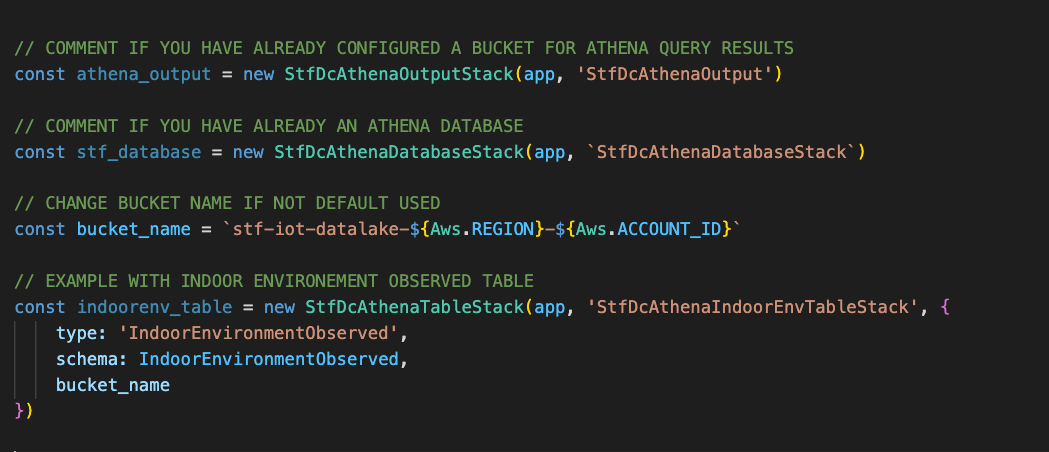 // COMMENT IF YOU HAVE ALREADY CONFIGURED A BUCKET FOR ATHENA QUERY RESULTS
const athena_output = new StfDcAthenaOutputStack(app, 'StfDcAthenaOutput')
// COMMENT IF YOU HAVE ALREADY AN ATHENA DATABASE
const stf_database = new StfDcAthenaDatabaseStack(app, `StfDcAthenaDatabaseStack`)
// CHANGE BUCKET NAME IF NOT DEFAULT USED
const bucket_name = `stf-iot-datalake-${Aws.REGION}-${Aws.ACCOUNT_ID}`
// EXAMPLE WITH INDOOR ENVIRONEMENT OBSERVED TABLE
const indoorenv_table = new StfDcAthenaTableStack(app, 'StfDcAthenaIndoorEnvTableStack', {
type: 'IndoorEnvironmentObserved',
schema: IndoorEnvironmentObserved,
bucket_name
})